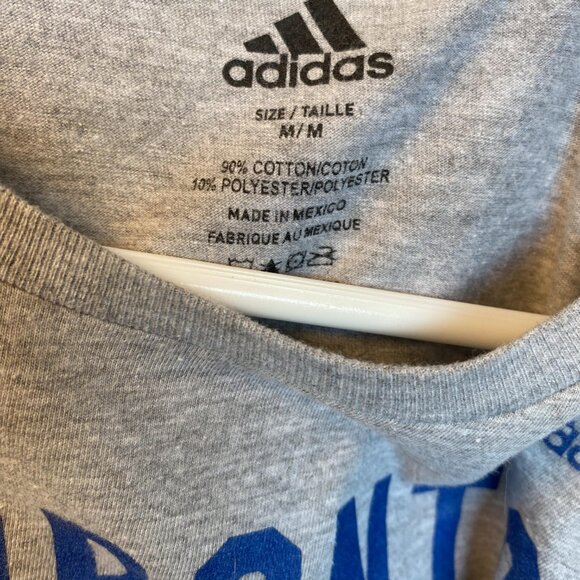 adidas
SIZE / TAILLE
M/M
90% COTTON/COTON
10% POLYESTER/POLYESTER
MADE IN MEXICO
FABRIQUE AU MEXIQUE